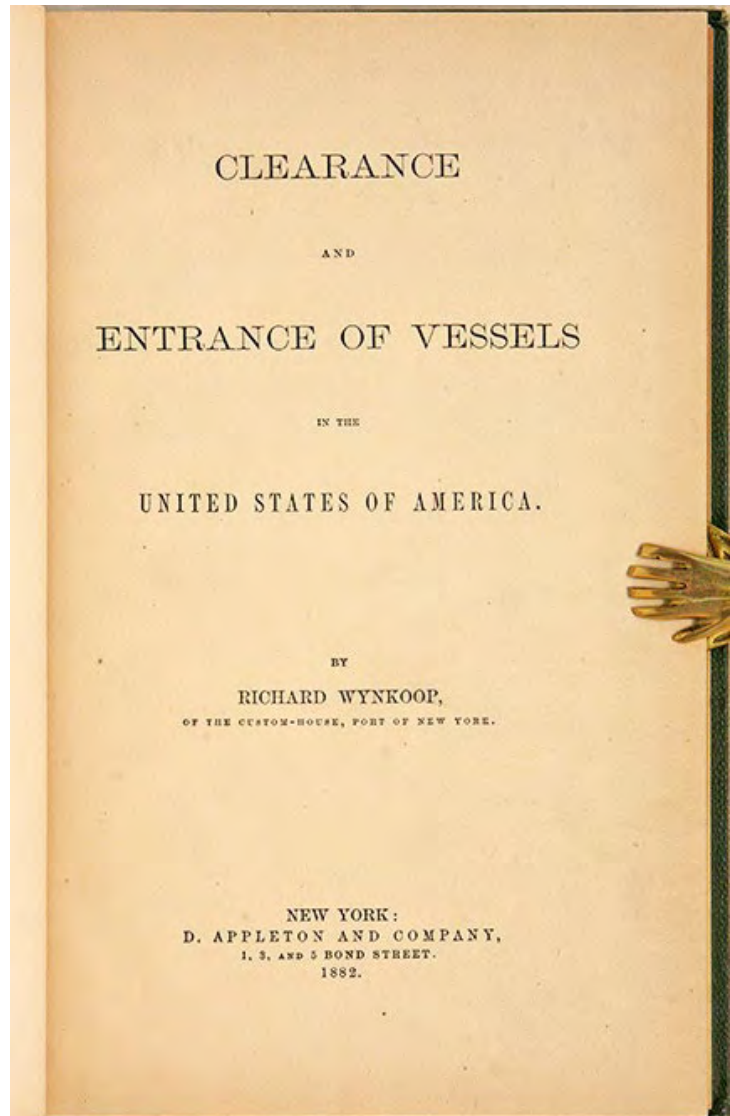 CLEARANCE
AND
ENTRANCE OF VESSELS
IN THE
UNITED STATES OF AMERICA.
BY
RICHARD WYNKOOP,
OF THE CUSTOM-HOUSE, PORT OF NEW YORK.
NEW YORK:
D. APPLETON AND COMPANY,
1, 3, AND 5 BOND STREET.
1882.